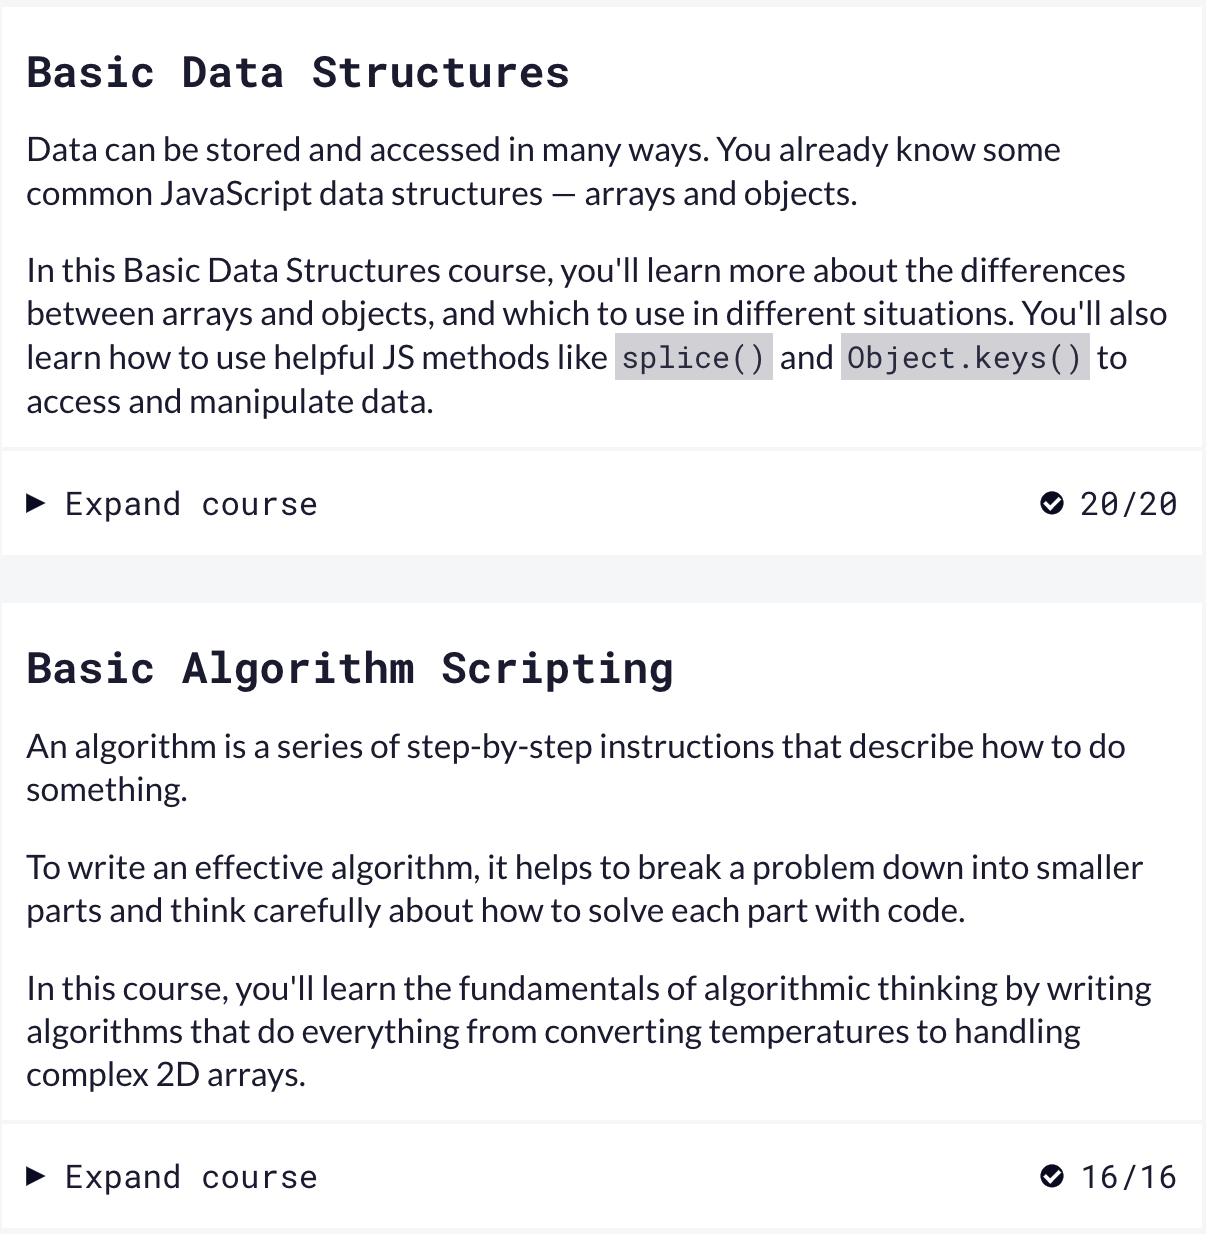 Basic Data Structures
Data can be stored and accessed in many ways. You already know some
common JavaScript data structures — arrays and objects.
In this Basic Data Structures course, you'll learn more about the differences
between arrays and objects, and which to use in different situations. You'll also
learn how to use helpful JS methods like splice() and Object.keys() to
access and manipulate data.
Expand course 20/20
Basic Algorithm Scripting
An algorithm is a series of step-by-step instructions that describe how to do
something.
To write an effective algorithm, it helps to break a problem down into smaller
parts and think carefully about how to solve each part with code.
In this course, you'll learn the fundamentals of algorithmic thinking by writing
algorithms that do everything from converting temperatures to handling
complex 2D arrays.
Expand course 16/16